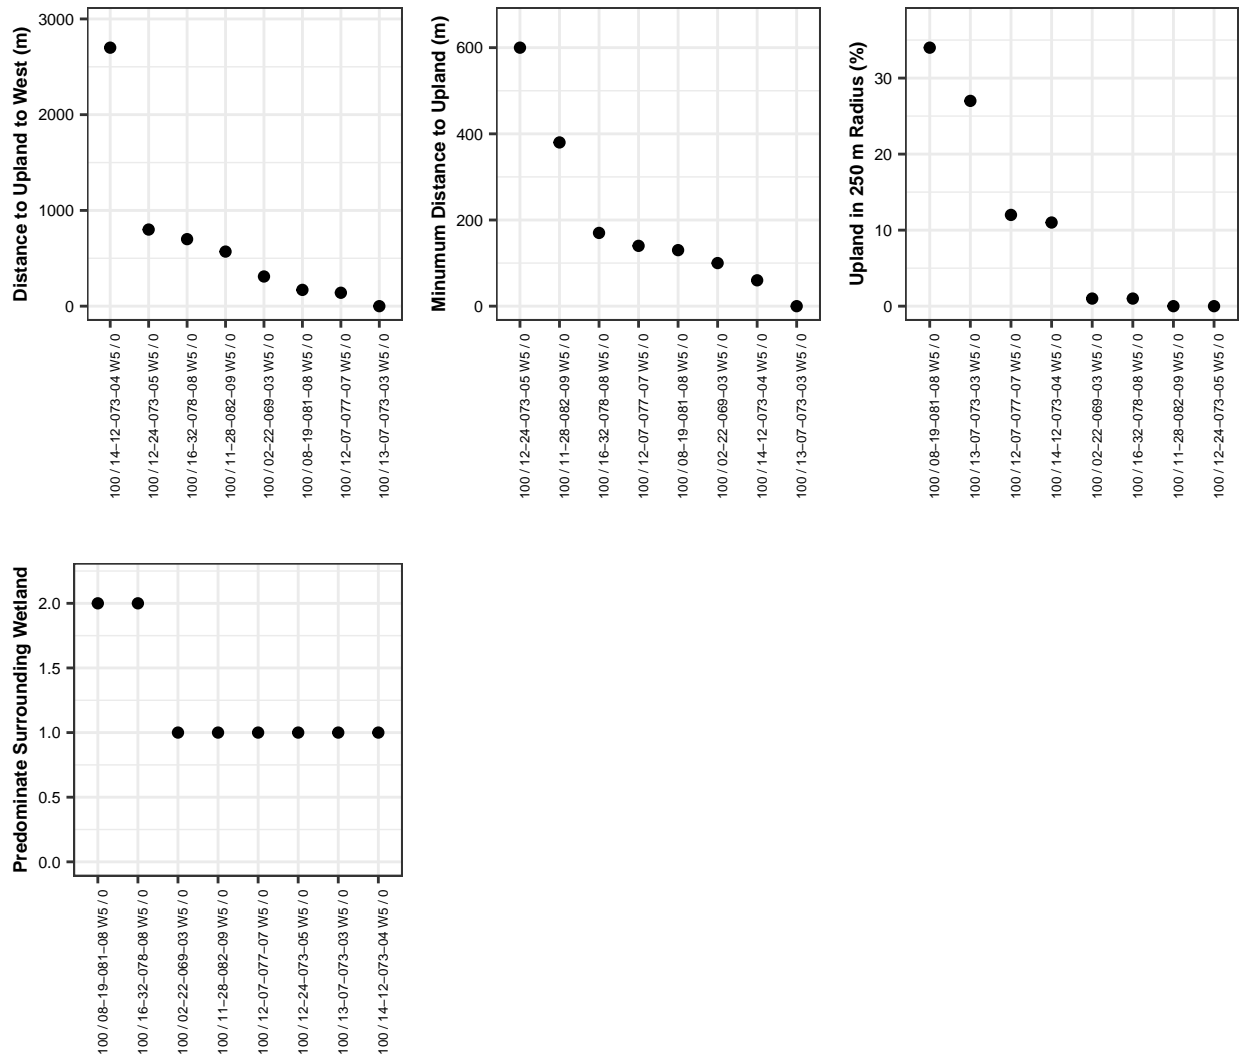 Distance to Upland to West (m)
3000
2000
1000
0
100 / 14–12–073–04 W5 / 0
100 / 12–24–073–05 W5 / 0
100 / 16–32–078–08 W5 / 0
100 / 11–28–082–09 W5 / 0
100 / 02–22–069–03 W5 / 0
100 / 08–19–081–08 W5 / 0
100 / 12–07–077–07 W5 / 0
100 / 13–07–073–03 W5 / 0
Minumum Distance to Upland (m)
600
400
200
0
100 / 12–24–073–05 W5 / 0
100 / 11–28–082–09 W5 / 0
100 / 16–32–078–08 W5 / 0
100 / 12–07–077–07 W5 / 0
100 / 08–19–081–08 W5 / 0
100 / 02–22–069–03 W5 / 0
100 / 14–12–073–04 W5 / 0
100 / 13–07–073–03 W5 / 0
Upland in 250 m Radius (%)
30
20
10
0
100 / 08–19–081–08 W5 / 0
100 / 13–07–073–03 W5 / 0
100 / 12–07–077–07 W5 / 0
100 / 14–12–073–04 W5 / 0
100 / 02–22–069–03 W5 / 0
100 / 16–32–078–08 W5 / 0
100 / 11–28–082–09 W5 / 0
100 / 12–24–073–05 W5 / 0
Predominate Surrounding Wetland
2.0
1.5
1.0
0.5
0.0
100 / 08–19–081–08 W5 / 0
100 / 16–32–078–08 W5 / 0
100 / 02–22–069–03 W5 / 0
100 / 11–28–082–09 W5 / 0
100 / 12–07–077–07 W5 / 0
100 / 12–24–073–05 W5 / 0
100 / 13–07–073–03 W5 / 0
100 / 14–12–073–04 W5 / 0